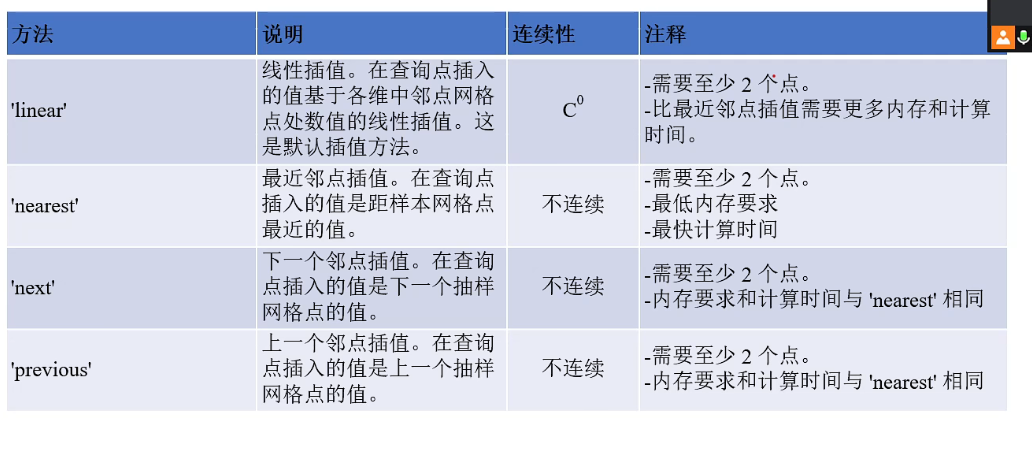 方法 说明 连续性 注释
'linear'
线性插值。在查询点插入
的值基于各维中邻点网格
点处数值的线性插值。这
是默认插值方法。
C⁰
-需要至少 2 个点。
-比最近邻点插值需要更多内存和计算
时间。
'nearest'
最近邻点插值。在查询点
插入的值是距样本网格点
最近的值。
不连续
-需要至少 2 个点。
-最低内存要求
-最快计算时间
'next'
下一个邻点插值。在查询
点插入的值是下一个抽样
网格点的值。
不连续
-需要至少 2 个点。
-内存要求和计算时间与 'nearest' 相同
'previous'
上一个邻点插值。在查询
点插入的值是上一个抽样
网格点的值。
不连续
-需要至少 2 个点。
-内存要求和计算时间与 'nearest' 相同